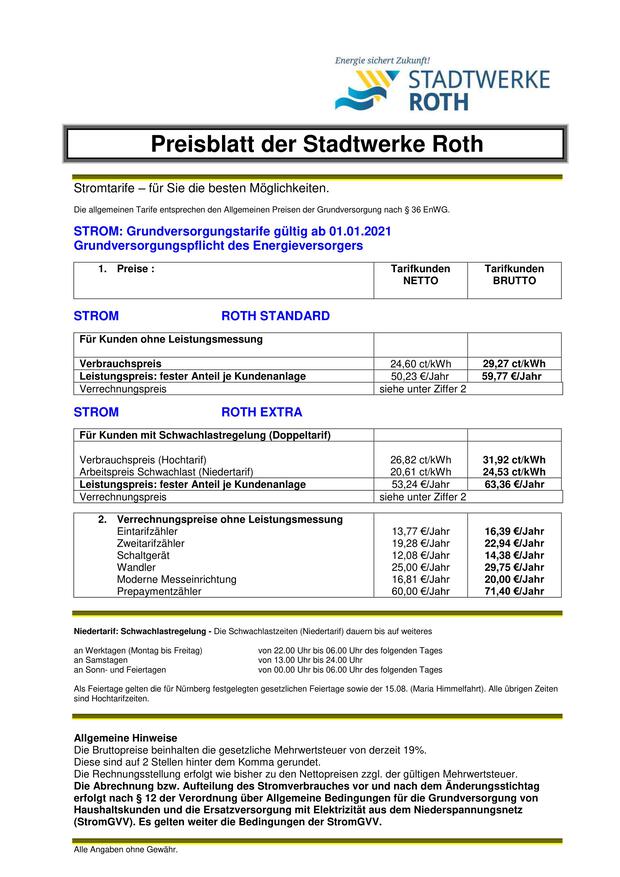 Energie sichert Zukunft!
STADTWERKE
ROTH
Preisblatt der Stadtwerke Roth
Stromtarife – für Sie die besten Möglichkeiten.
Die allgemeinen Tarife entsprechen den Allgemeinen Preisen der Grundversorgung nach § 36 EnWG.
STROM: Grundversorgungstarife gültig ab 01.01.2021
Grundversorgungspflicht des Energieversorgers
1. Preise : Tarifkunden Tarifkunden
NETTO BRUTTO
STROM ROTH STANDARD
Für Kunden ohne Leistungsmessung
Verbrauchspreis 24,60 ct/kWh 29,27 ct/kWh
Leistungspreis: fester Anteil je Kundenanlage 50,23 €/Jahr 59,77 €/Jahr
Verrechnungspreis siehe unter Ziffer 2
STROM ROTH EXTRA
Für Kunden mit Schwachlastregelung (Doppeltarif)
Verbrauchspreis (Hochtarif) 26,82 ct/kWh 31,92 ct/kWh
Arbeitspreis Schwachlast (Niedertarif) 20,61 ct/kWh 24,53 ct/kWh
Leistungspreis: fester Anteil je Kundenanlage 53,24 €/Jahr 63,36 €/Jahr
Verrechnungspreis siehe unter Ziffer 2
2. Verrechnungspreise ohne Leistungsmessung
Eintarifzähler 13,77 €/Jahr 16,39 €/Jahr
Zweitarifzähler 19,28 €/Jahr 22,94 €/Jahr
Schaltgerät 12,08 €/Jahr 14,38 €/Jahr
Wandler 25,00 €/Jahr 29,75 €/Jahr
Moderne Messeinrichtung 16,81 €/Jahr 20,00 €/Jahr
Prepaymentzähler 60,00 €/Jahr 71,40 €/Jahr
Niedertarif: Schwachlastregelung - Die Schwachlastzeiten (Niedertarif) dauern bis auf weiteres
an Werktagen (Montag bis Freitag) von 22.00 Uhr bis 06.00 Uhr des folgenden Tages
an Samstagen von 13.00 Uhr bis 24.00 Uhr
an Sonn- und Feiertagen von 00.00 Uhr bis 06.00 Uhr des folgenden Tages
Als Feiertage gelten die für Nürnberg festgelegten gesetzlichen Feiertage sowie der 15.08. (Maria Himmelfahrt). Alle übrigen Zeiten
sind Hochtarifzeiten.
Allgemeine Hinweise
Die Bruttopreise beinhalten die gesetzliche Mehrwertsteuer von derzeit 19%.
Diese sind auf 2 Stellen hinter dem Komma gerundet.
Die Rechnungsstellung erfolgt wie bisher zu den Nettopreisen zzgl. der gültigen Mehrwertsteuer.
Die Abrechnung bzw. Aufteilung des Stromverbrauches vor und nach dem Änderungsstichtag
erfolgt nach § 12 der Verordnung über Allgemeine Bedingungen für die Grundversorgung von
Haushaltskunden und die Ersatzversorgung mit Elektrizität aus dem Niederspannungsnetz
(StromGVV). Es gelten weiter die Bedingungen der StromGVV.
Alle Angaben ohne Gewähr.